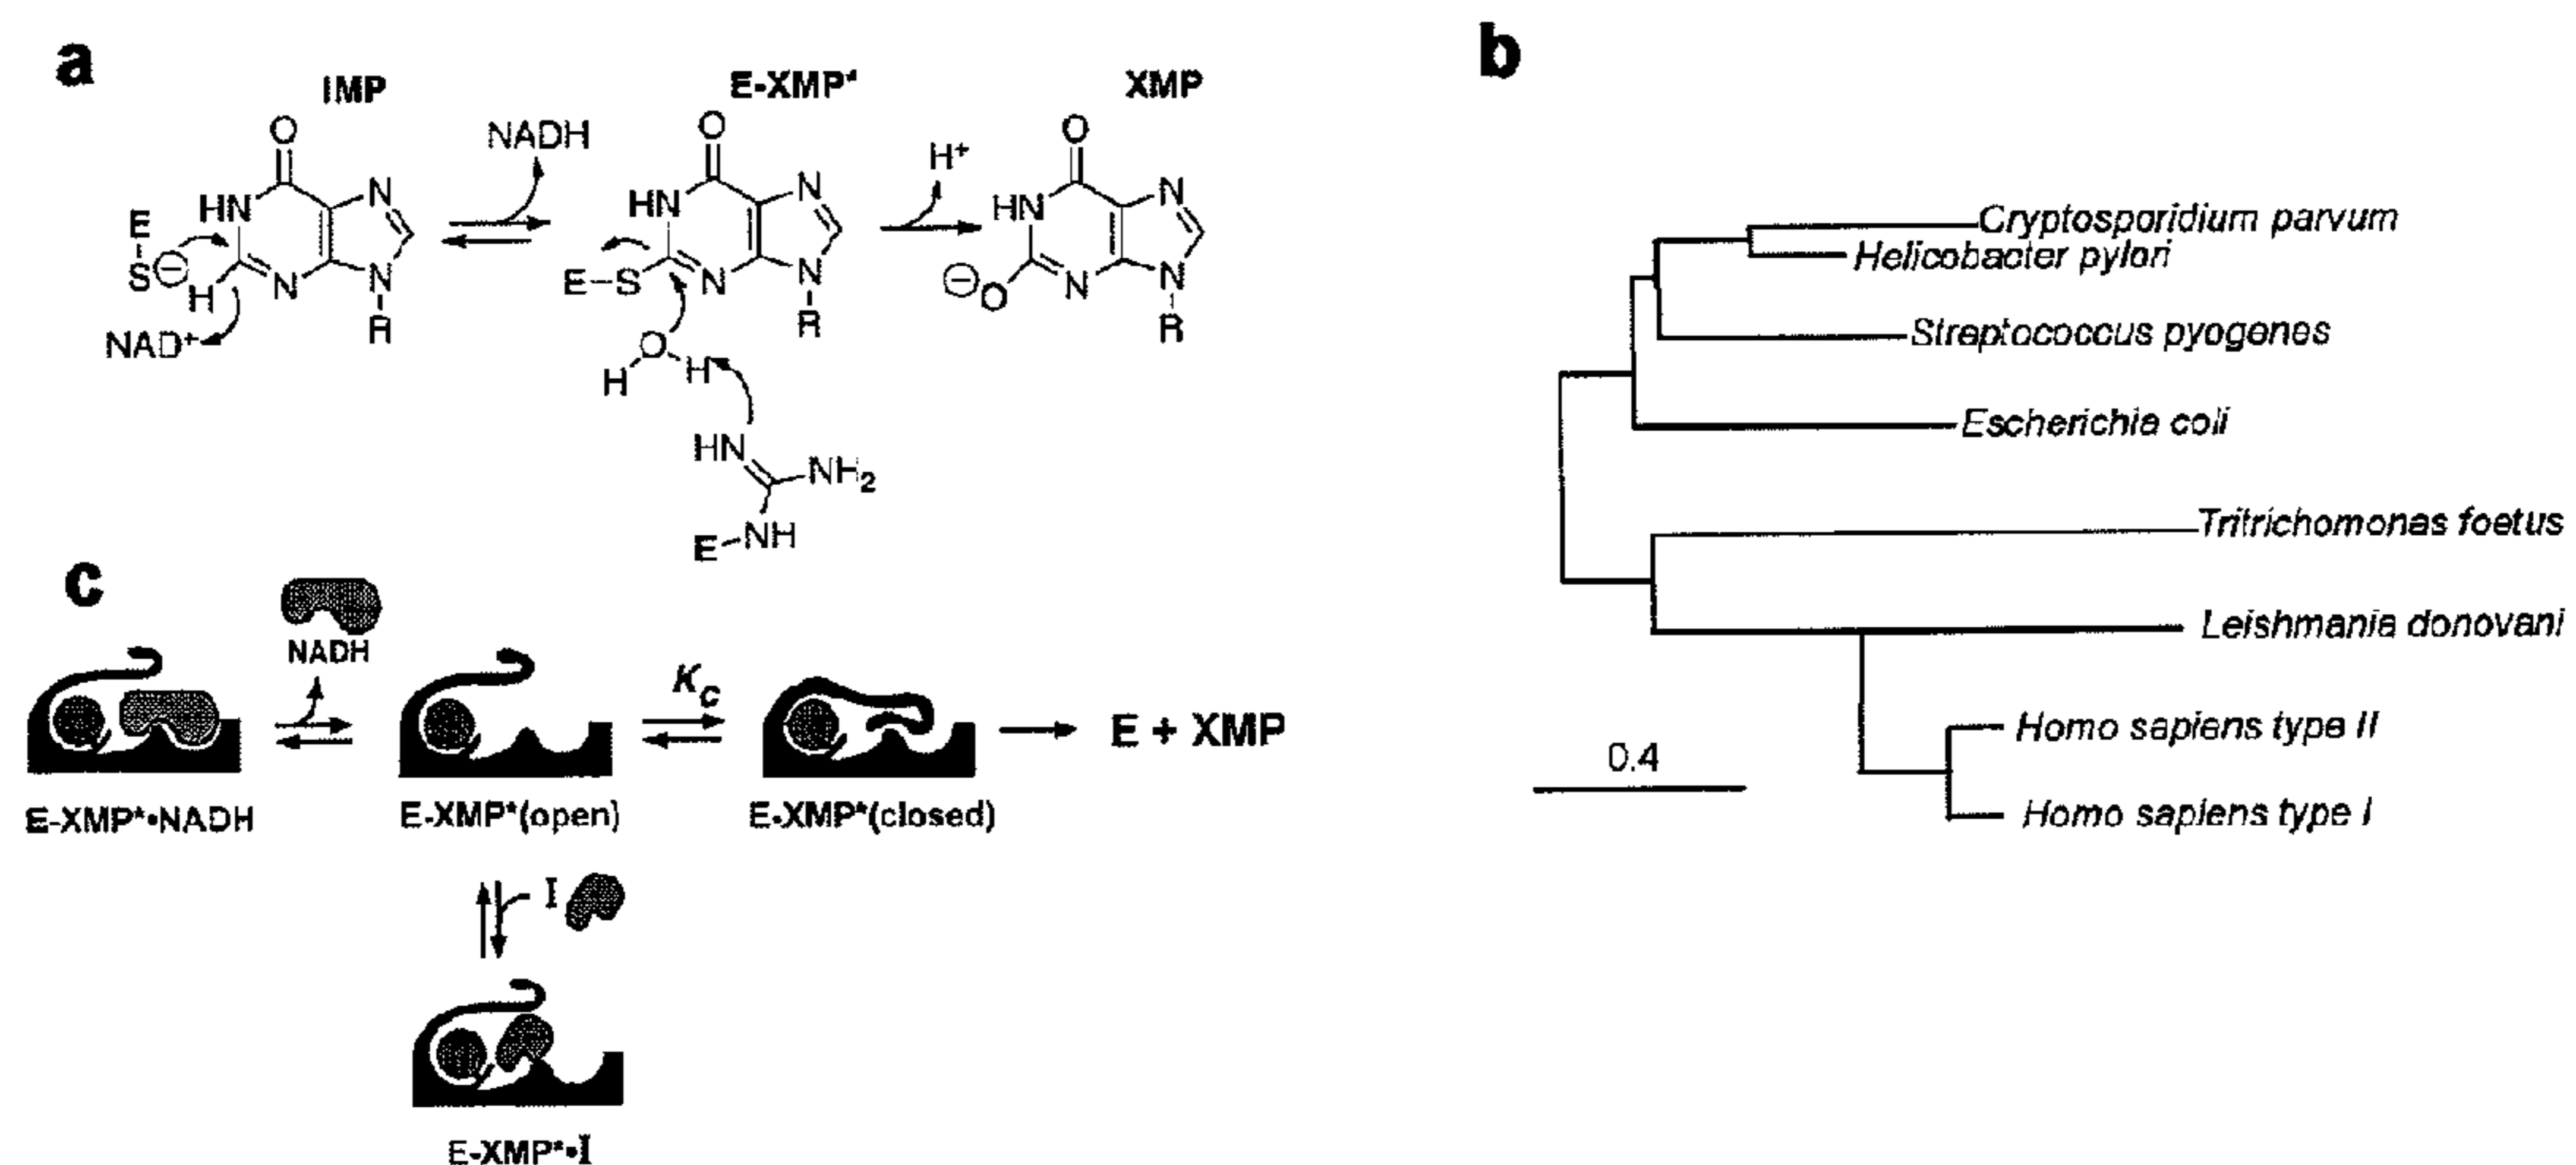 a
IMP
E-XMP*
XMP
NADH
H+
O
O
O
HN
N
HN
N
HN
N
E
S
⊖
H
N
N
E-S
N
N
⊖O
N
N
R
R
R
NAD+
O
H
H
HN
NH2
E-NH
b
Cryptosporidium parvum
Helicobacter pylori
Streptococcus pyogenes
Escherichia coli
Tritrichomonas foetus
Leishmania donovani
Homo sapiens type II
Homo sapiens type I
0.4
c
NADH
Kc
E + XMP
E-XMP*•NADH
E-XMP*(open)
E-XMP*(closed)
I
E-XMP*•I